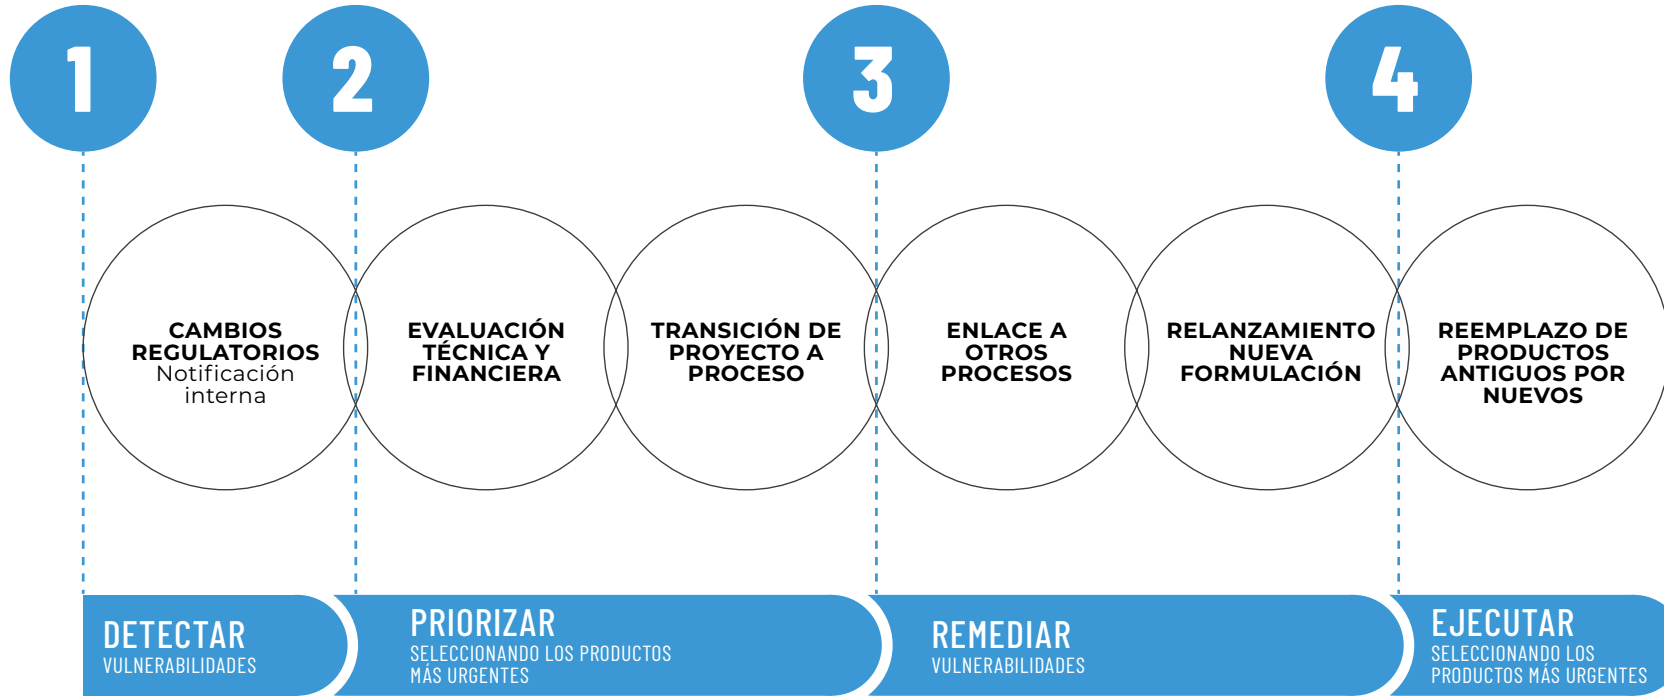 1
2
3
4
CAMBIOS
REGULATORIOS
Notificación
interna
EVALUACIÓN
TÉCNICA Y
FINANCIERA
TRANSICIÓN DE
PROYECTO A
PROCESO
ENLACE A
OTROS
PROCESOS
RELANZAMIENTO
NUEVA
FORMULACIÓN
REEMPLAZO DE
PRODUCTOS
ANTIGUOS POR
NUEVOS
DETECTAR
VULNERABILIDADES
PRIORIZAR
SELECCIONANDO LOS PRODUCTOS
MÁS URGENTES
REMEDIAR
VULNERABILIDADES
EJECUTAR
SELECCIONANDO LOS
PRODUCTOS MÁS URGENTES